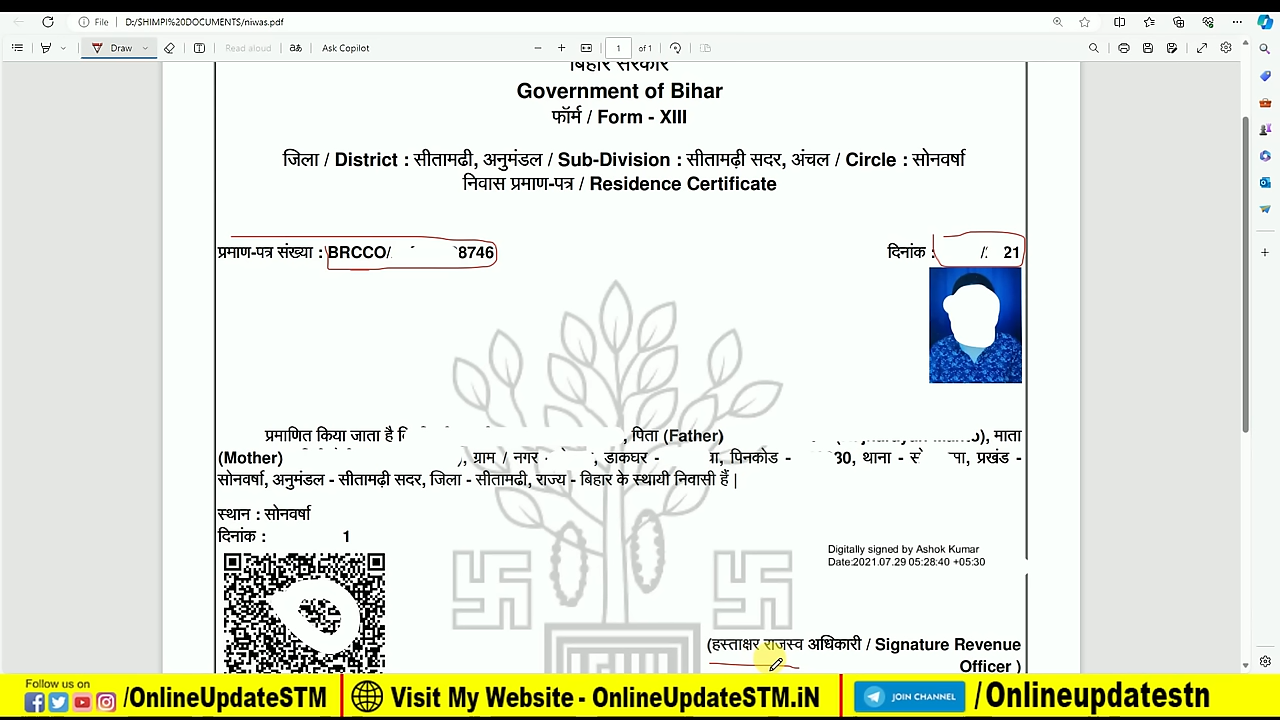 File D:/SHIMPI%20DOCUMENTS/niwas.pdf
Draw Read aloud Ask Copilot 1 of 1
बिहार सरकार
Government of Bihar
फॉर्म / Form - XIII
जिला / District : सीतामढी, अनुमंडल / Sub-Division : सीतामढ़ी सदर, अंचल / Circle : सोनवर्षा
निवास प्रमाण-पत्र / Residence Certificate
प्रमाण-पत्र संख्या : BRCCO/ 8746 दिनांक : /2 21
प्रमाणित किया जाता है , पिता (Father) , माता
(Mother) ), ग्राम / नगर - , डाकघर - , पिनकोड - 30, थाना - , प्रखंड -
सोनवर्षा, अनुमंडल - सीतामढ़ी सदर, जिला - सीतामढी, राज्य - बिहार के स्थायी निवासी हैं |
स्थान : सोनवर्षा
दिनांक : 1
Digitally signed by Ashok Kumar
Date:2021.07.29 05:28:40 +05:30
(हस्ताक्षर राजस्व अधिकारी / Signature Revenue
Officer )
Follow us on
/OnlineUpdateSTM Visit My Website - OnlineUpdateSTM.iN JOIN CHANNEL /Onlineupdatestn